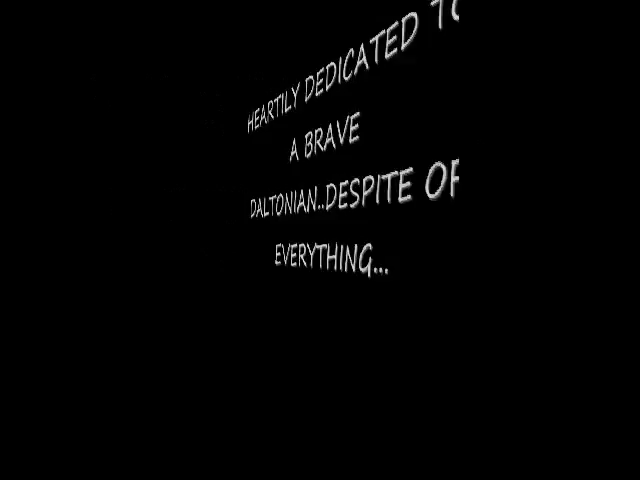 HEARTILY DEDICATED TO
A BRAVE
DALTONIAN..DESPITE OF
EVERYTHING...